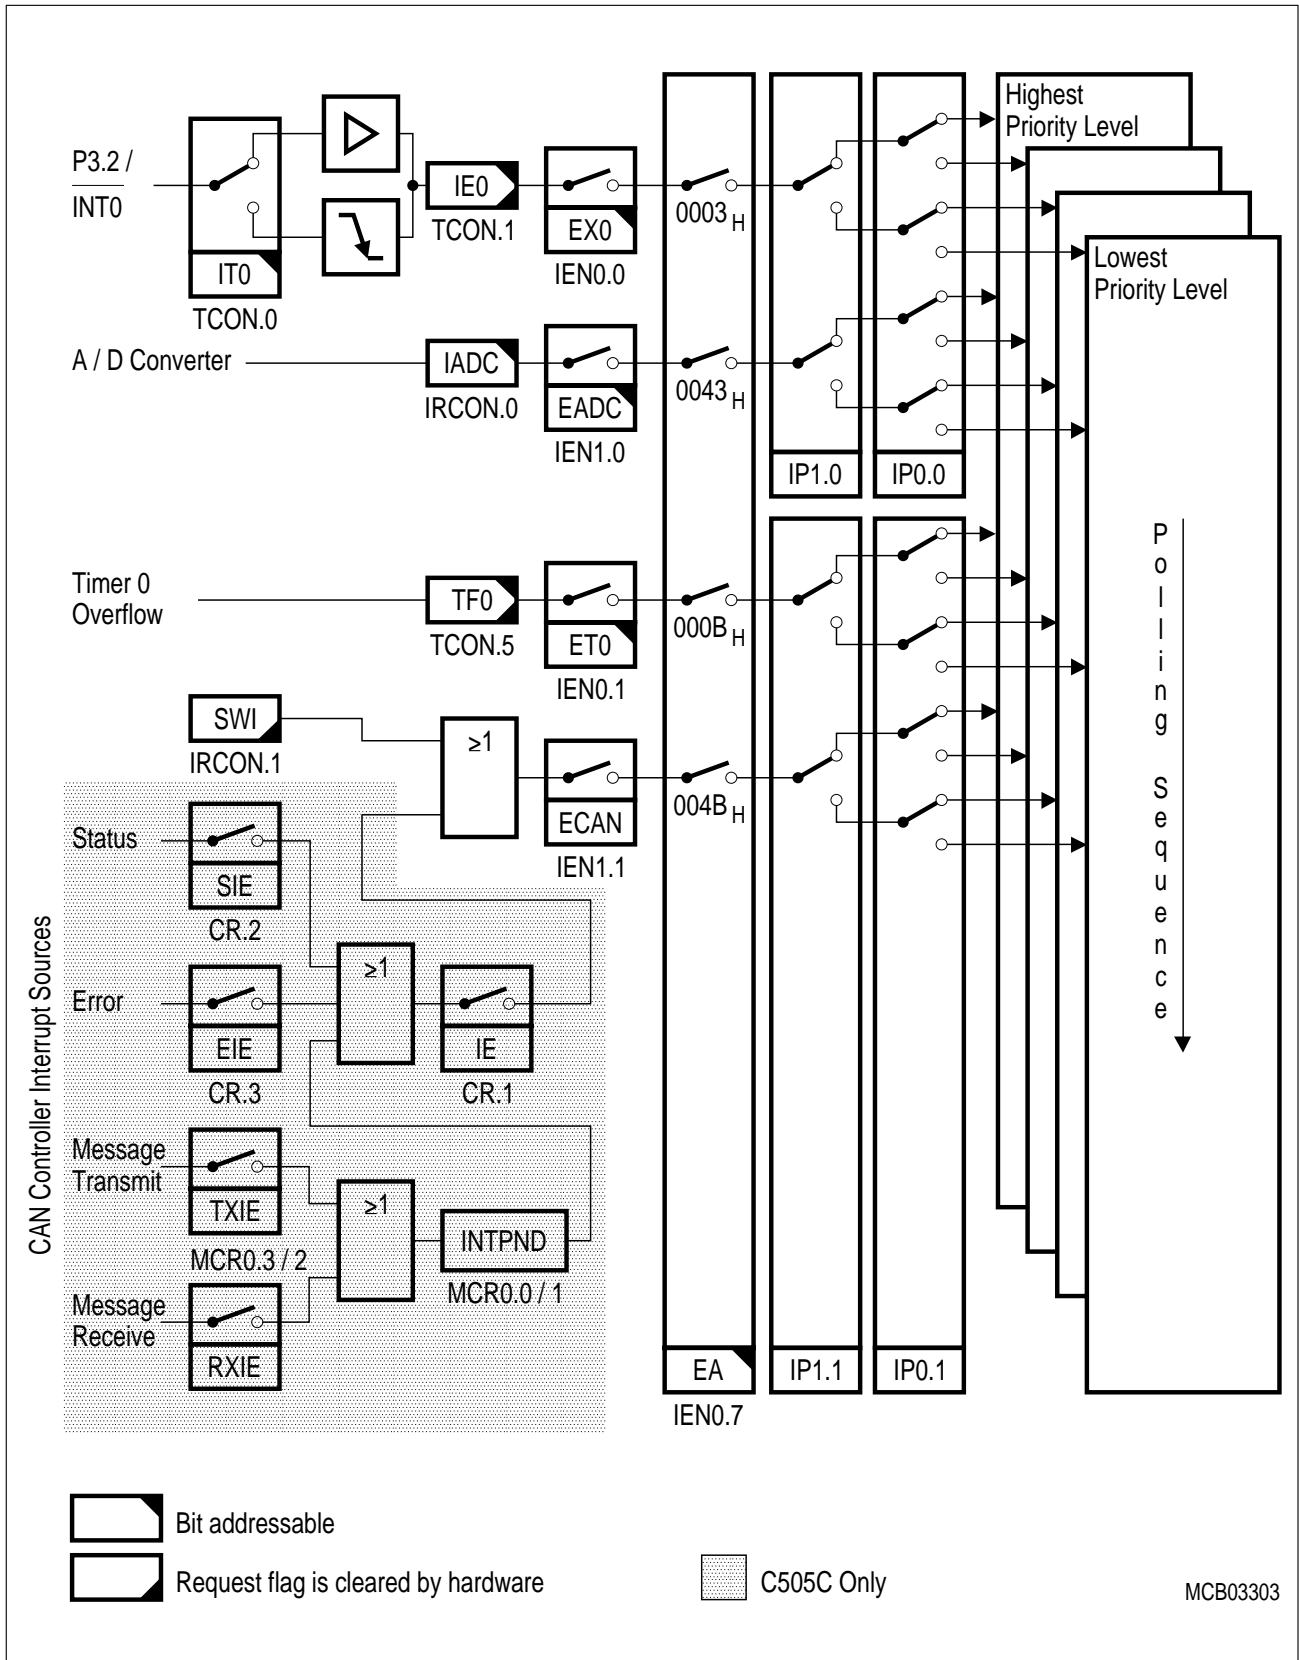 Highest
Priority Level
P3.2 /
INT0
IE0
TCON.1
EX0
IEN0.0
0003 H
IT0
TCON.0
Lowest
Priority Level
A / D Converter
IADC
IRCON.0
EADC
IEN1.0
0043 H
IP1.0
IP0.0
Timer 0
Overflow
TF0
TCON.5
ET0
IEN0.1
000B H
Polling Sequence
SWI
IRCON.1
≥1
ECAN
IEN1.1
004B H
CAN Controller Interrupt Sources
Status
SIE
CR.2
Error
EIE
CR.3
≥1
IE
CR.1
Message
Transmit
TXIE
MCR0.3 / 2
≥1
INTPND
MCR0.0 / 1
Message
Receive
RXIE
EA
IEN0.7
IP1.1
IP0.1
Bit addressable
Request flag is cleared by hardware
C505C Only
MCB03303